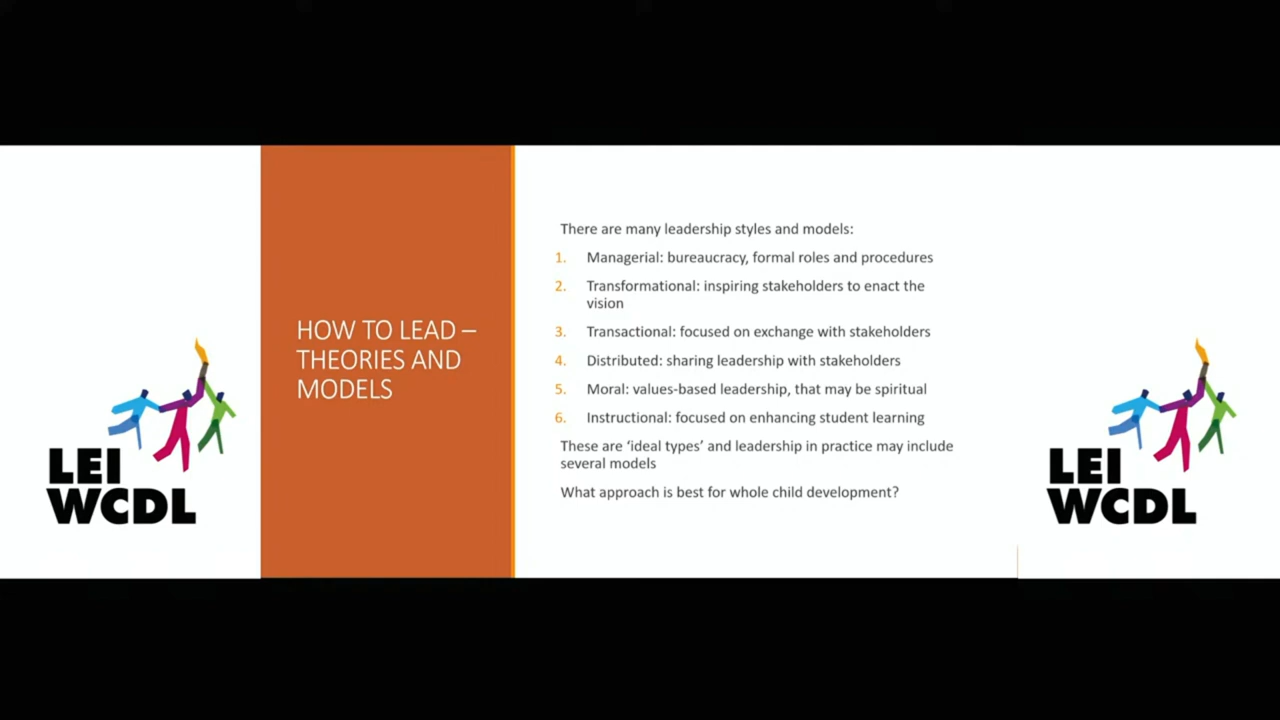 HOW TO LEAD –
THEORIES AND
MODELS
There are many leadership styles and models:
1. Managerial: bureaucracy, formal roles and procedures
2. Transformational: inspiring stakeholders to enact the
vision
3. Transactional: focused on exchange with stakeholders
4. Distributed: sharing leadership with stakeholders
5. Moral: values-based leadership, that may be spiritual
6. Instructional: focused on enhancing student learning
These are ‘ideal types’ and leadership in practice may include
several models
What approach is best for whole child development?
LEI
WCDL
LEI
WCDL